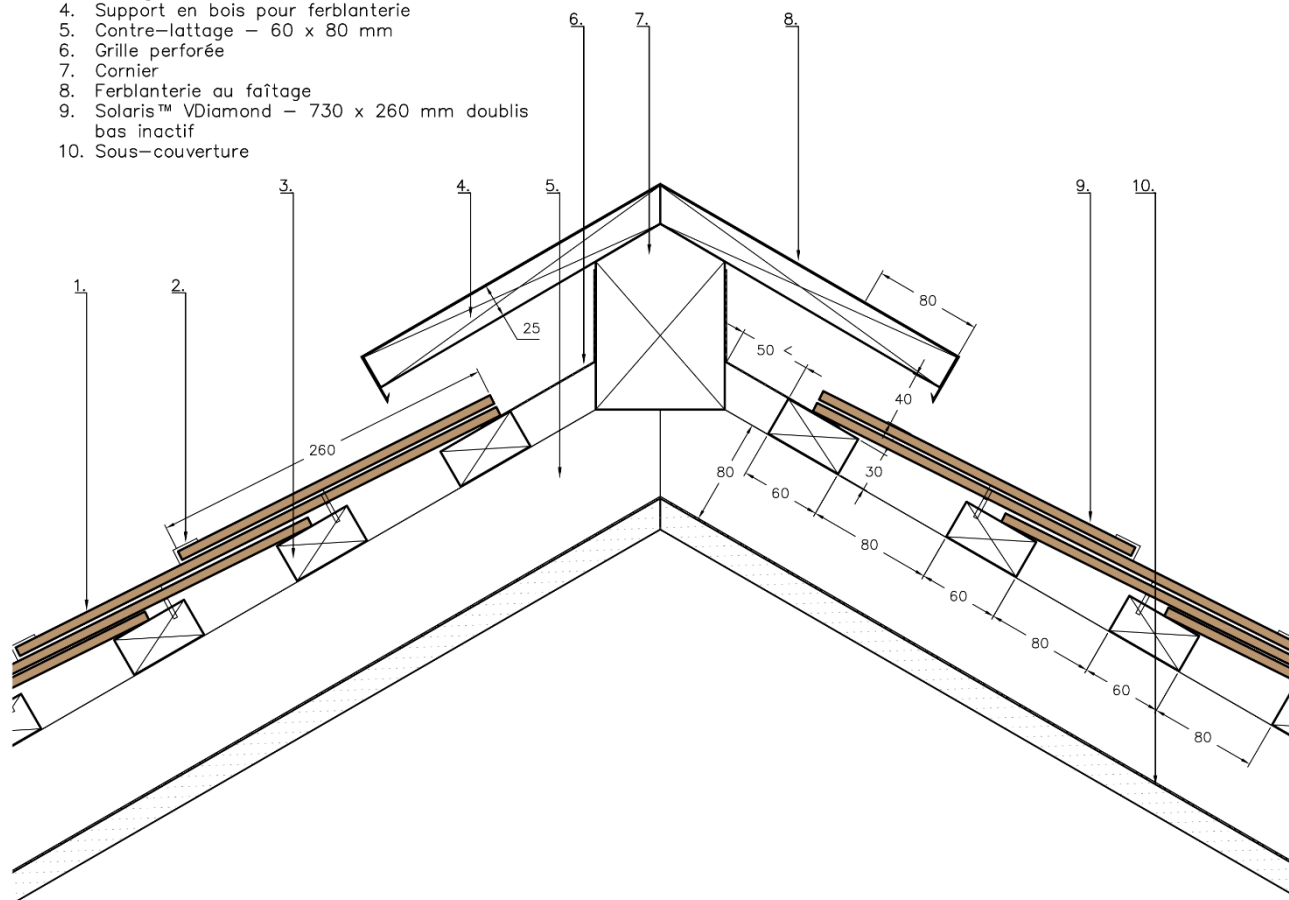 4. Support en bois pour ferblanterie
5. Contre-lattage – 60 x 80 mm
6. Grille perforée
7. Cornier
8. Ferblanterie au faîtage
9. Solaris™ VDiamond – 730 x 260 mm doublis
bas inactif
10. Sous-couverture
6.
7.
8.
3.
4.
5.
9.
10.
1.
2.
80
25
50 <
40
260
80
30
60
80
60
80
60
80